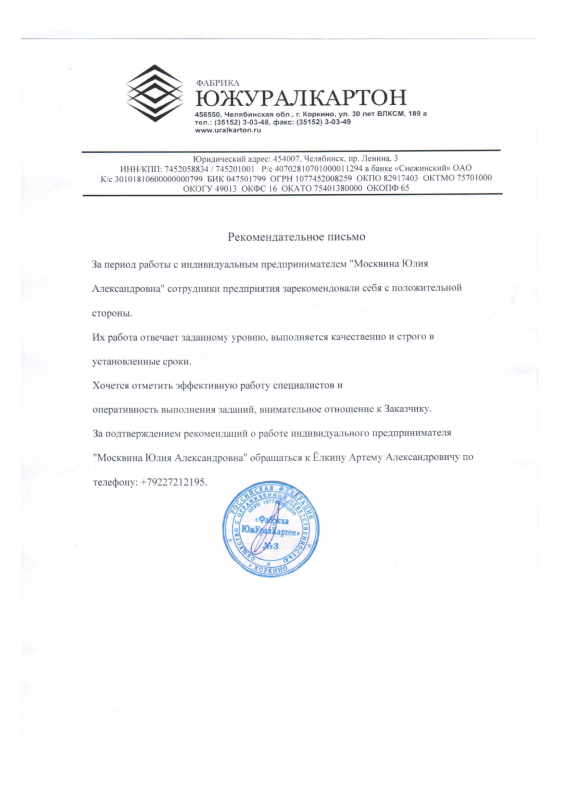 ФАБРИКА
ЮЖУРАЛКАРТОН
456550, Челябинская обл., г. Коркино, ул. 30 лет ВЛКСМ, 189 а
тел.: (35152) 3-03-48, факс: (35152) 3-03-49
www.uralkarton.ru
Юридический адрес: 454007, Челябинск, пр. Ленина, 3
ИНН/КПП: 7452058834 / 745201001 Р/с 40702810701000011294 в банке «Снежинский» ОАО
К/с 30101810600000000799 БИК 047501799 ОГРН 1077452008259 ОКПО 82917403 ОКТМО 75701000
ОКОГУ 49013 ОКФС 16 ОКАТО 75401380000 ОКОПФ 65
Рекомендательное письмо
За период работы с индивидуальным предпринимателем "Москвина Юлия
Александровна" сотрудники предприятия зарекомендовали себя с положительной
стороны.
Их работа отвечает заданному уровню, выполняется качественно и строго в
установленные сроки.
Хочется отметить эффективную работу специалистов и
оперативность выполнения заданий, внимательное отношение к Заказчику.
За подтверждением рекомендаций о работе индивидуального предпринимателя
"Москвина Юлия Александровна" обращаться к Ёлкину Артему Александровичу по
телефону: +79227212195.
РОССИЙСКАЯ ФЕДЕРАЦИЯ
ОБЩЕСТВО С ОГРАНИЧЕННОЙ ОТВЕТСТВЕННОСТЬЮ
«Фабрика
ЮжУралКартон»
№3
г. КОРКИНО